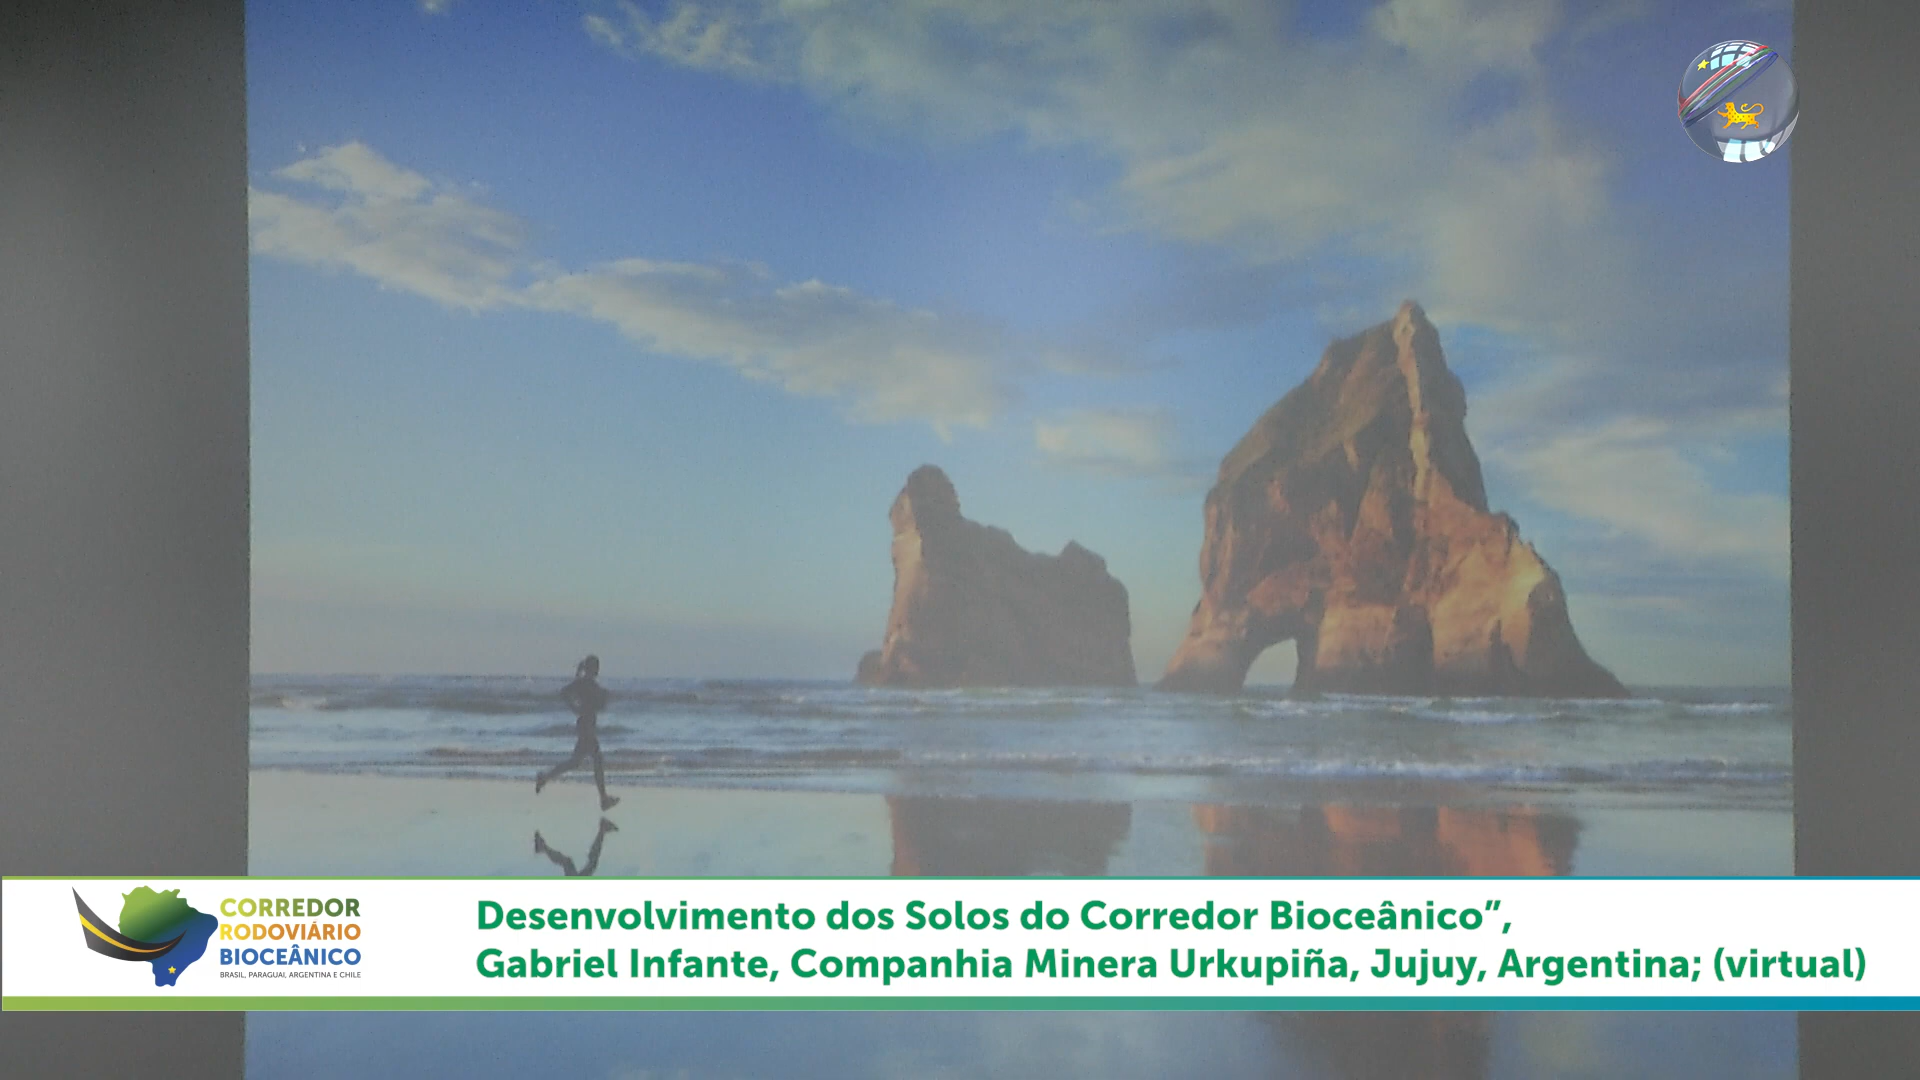 CORREDOR
RODOVIÁRIO
BIOCEÂNICO
BRASIL, PARAGUAI, ARGENTINA E CHILE
Desenvolvimento dos Solos do Corredor Bioceânico”,
Gabriel Infante, Companhia Minera Urkupiña, Jujuy, Argentina; (virtual)